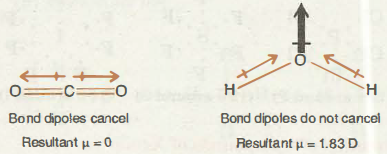 O C O
O
H H
Bond dipoles cancel
Bond dipoles do not cancel
Resultant μ = 0
Resultant μ = 1.83 D